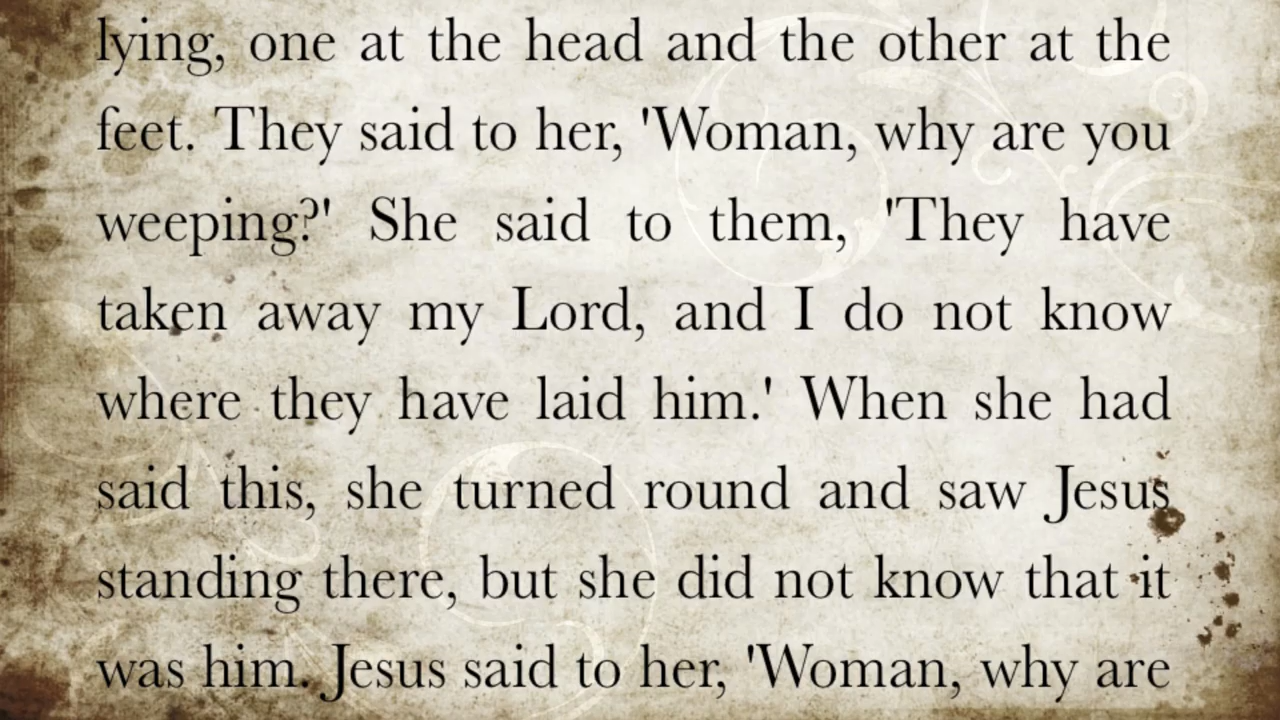 lying, one at the head and the other at the
feet. They said to her, 'Woman, why are you
weeping?' She said to them, 'They have
taken away my Lord, and I do not know
where they have laid him.' When she had
said this, she turned round and saw Jesus
standing there, but she did not know that it
was him. Jesus said to her, 'Woman, why are